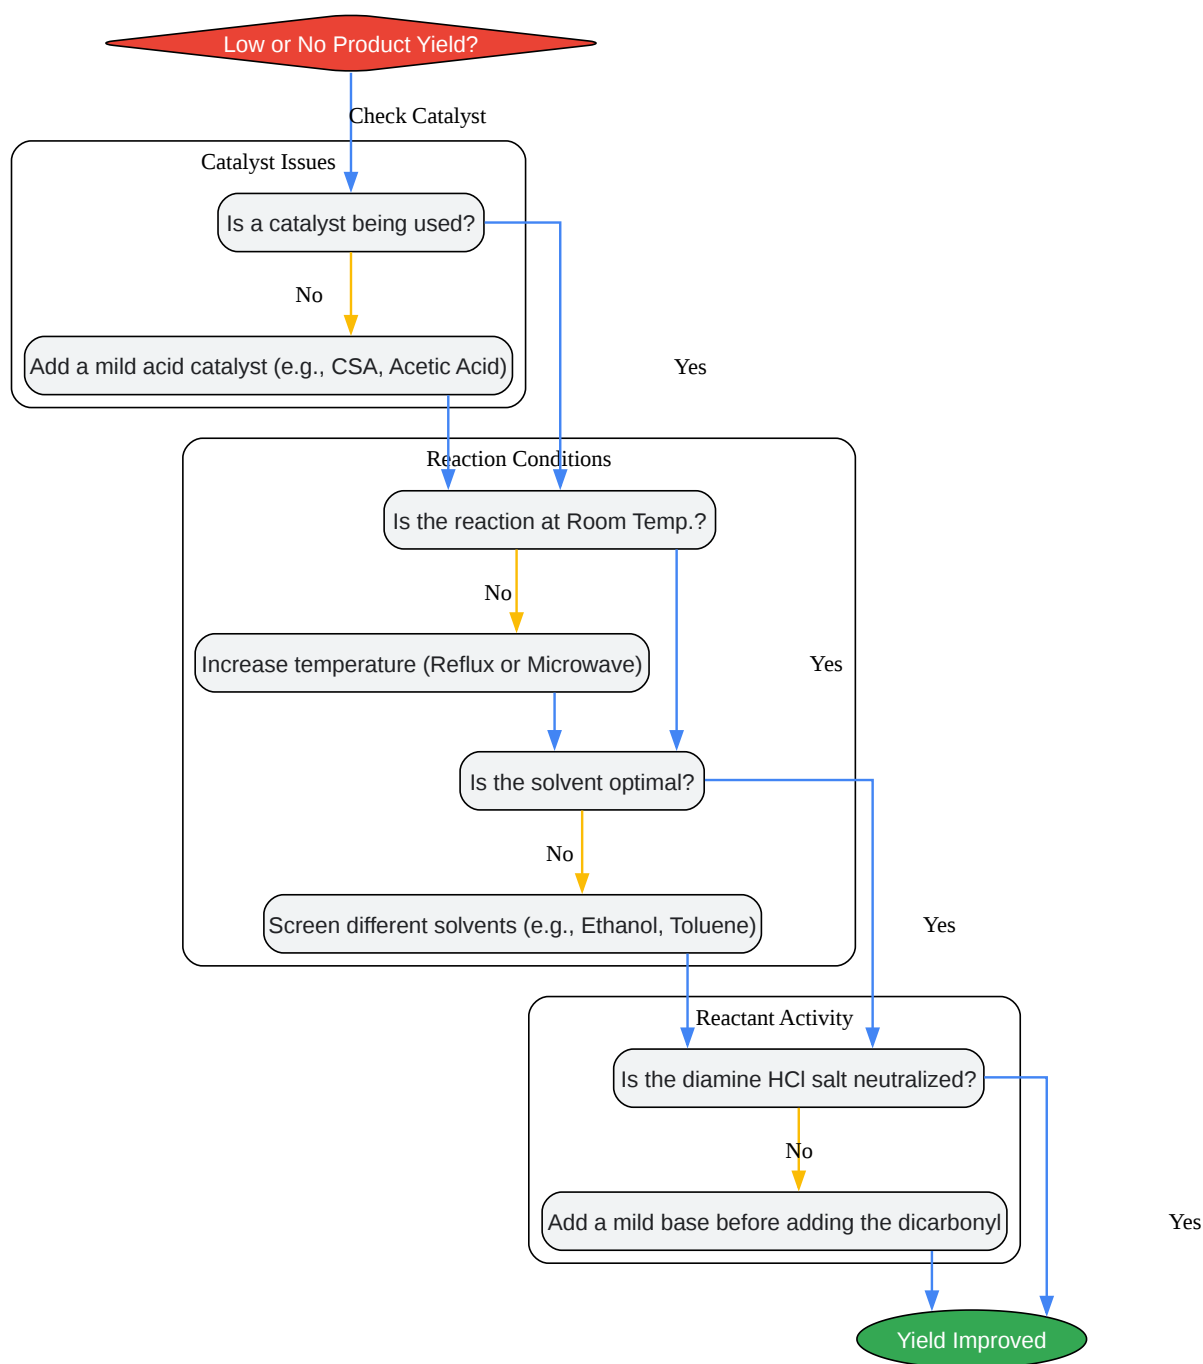 Low or No Product Yield?
Check Catalyst
Catalyst Issues
Is a catalyst being used?
No
Add a mild acid catalyst (e.g., CSA, Acetic Acid)
Yes
Reaction Conditions
Is the reaction at Room Temp.?
No
Increase temperature (Reflux or Microwave)
Yes
Is the solvent optimal?
No
Screen different solvents (e.g., Ethanol, Toluene)
Yes
Reactant Activity
Is the diamine HCl salt neutralized?
No
Add a mild base before adding the dicarbonyl
Yes
Yield Improved